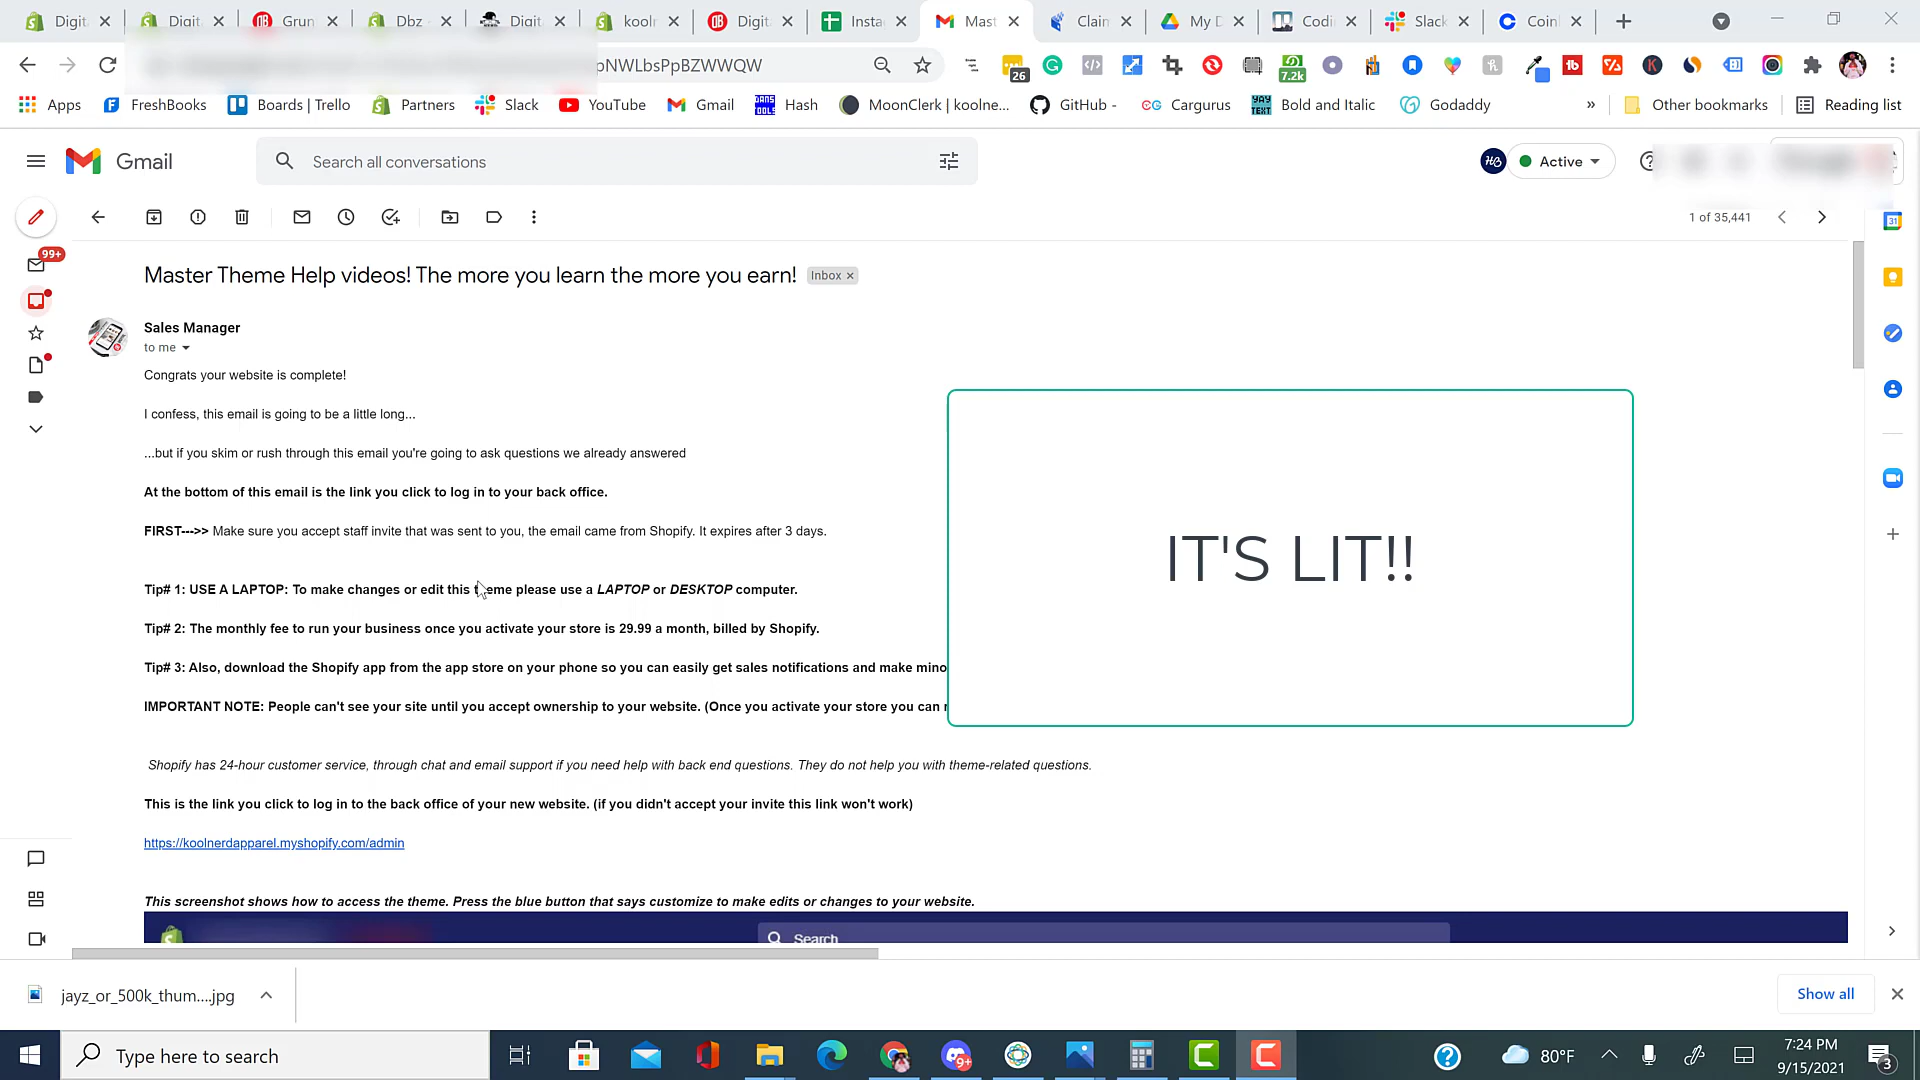 Digit
Digit
Grun
Dbz
Digit
kooln
Digit
Insta
Mast
Clain
My D
Codi
Slack
Coinl
pNWLbsPpBZWWQW
26
7.2k
Apps
FreshBooks
Boards | Trello
Partners
Slack
YouTube
Gmail
Hash
MoonClerk | koolne...
GitHub -
CG Cargurus
YAY TEXT Bold and Italic
Godaddy
»
Other bookmarks
Reading list
Gmail
Search all conversations
Active
1 of 35,441
99+
31
Master Theme Help videos! The more you learn the more you earn!
Inbox
Sales Manager
to me
Congrats your website is complete!
I confess, this email is going to be a little long...
...but if you skim or rush through this email you're going to ask questions we already answered
At the bottom of this email is the link you click to log in to your back office.
FIRST--->> Make sure you accept staff invite that was sent to you, the email came from Shopify. It expires after 3 days.
Tip# 1: USE A LAPTOP: To make changes or edit this theme please use a LAPTOP or DESKTOP computer.
Tip# 2: The monthly fee to run your business once you activate your store is 29.99 a month, billed by Shopify.
Tip# 3: Also, download the Shopify app from the app store on your phone so you can easily get sales notifications and make mino
IMPORTANT NOTE: People can't see your site until you accept ownership to your website. (Once you activate your store you can
IT'S LIT!!
Shopify has 24-hour customer service, through chat and email support if you need help with back end questions. They do not help you with theme-related questions.
This is the link you click to log in to the back office of your new website. (if you didn't accept your invite this link won't work)
https://koolnerdapparel.myshopify.com/admin
This screenshot shows how to access the theme. Press the blue button that says customize to make edits or changes to your website.
Search
jayz_or_500k_thum....jpg
Show all
Type here to search
9+
80°F
7:24 PM
9/15/2021
3